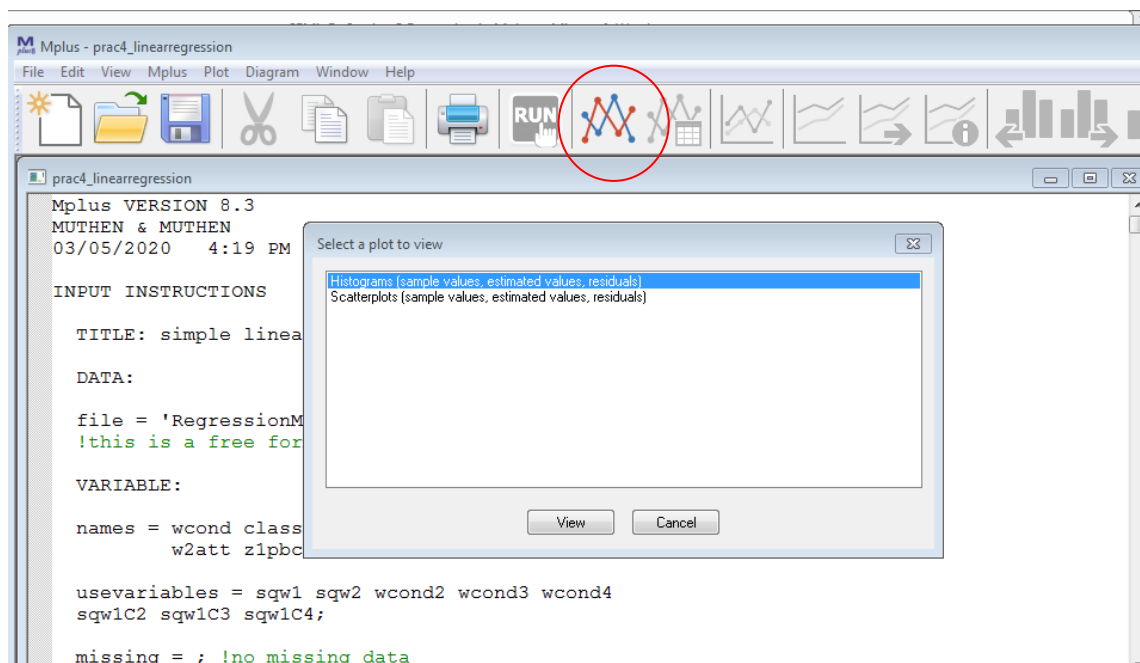 Mplus - prac4_linearregression
File Edit View Mplus Plot Diagram Window Help
RUN
prac4_linearregression
Mplus VERSION 8.3
MUTHEN & MUTHEN
03/05/2020 4:19 PM
Select a plot to view
Histograms (sample values, estimated values, residuals)
Scatterplots (sample values, estimated values, residuals)
View Cancel
INPUT INSTRUCTIONS
TITLE: simple linea
DATA:
file = 'RegressionM
!this is a free for
VARIABLE:
names = wcond class
w2att z1pbc
usevariables = sqw1 sqw2 wcond2 wcond3 wcond4
sqw1C2 sqw1C3 sqw1C4;
missing = ; !no missing data